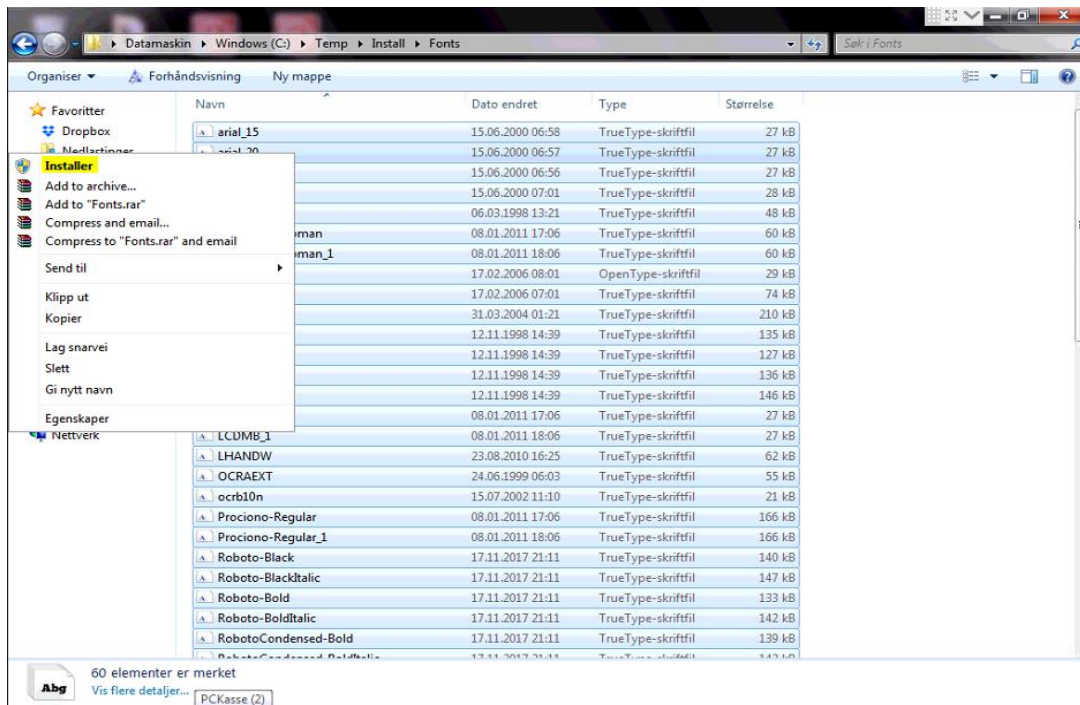 Datamaskin ▸ Windows (C:) ▸ Temp ▸ Install ▸ Fonts
Søk i Fonts
Organiser Forhåndsvisning Ny mappe
Favoritter
Dropbox
Nedlastinger
Installer
Add to archive...
Add to "Fonts.rar"
Compress and email...
Compress to "Fonts.rar" and email
Send til
Klipp ut
Kopier
Lag snarvei
Slett
Gi nytt navn
Egenskaper
Nettverk
Navn Dato endret Type Størrelse
arial_15 15.06.2000 06:58 TrueType-skriftfil 27 kB
arial_20 15.06.2000 06:57 TrueType-skriftfil 27 kB
15.06.2000 06:56 TrueType-skriftfil 27 kB
15.06.2000 07:01 TrueType-skriftfil 28 kB
06.03.1998 13:21 TrueType-skriftfil 48 kB
oman 08.01.2011 17:06 TrueType-skriftfil 60 kB
oman_1 08.01.2011 18:06 TrueType-skriftfil 60 kB
17.02.2006 08:01 OpenType-skriftfil 29 kB
17.02.2006 07:01 TrueType-skriftfil 74 kB
31.03.2004 01:21 TrueType-skriftfil 210 kB
12.11.1998 14:39 TrueType-skriftfil 135 kB
12.11.1998 14:39 TrueType-skriftfil 127 kB
12.11.1998 14:39 TrueType-skriftfil 136 kB
12.11.1998 14:39 TrueType-skriftfil 146 kB
08.01.2011 17:06 TrueType-skriftfil 27 kB
LCDMB_1 08.01.2011 18:06 TrueType-skriftfil 27 kB
LHANDW 23.08.2010 16:25 TrueType-skriftfil 62 kB
OCRAEXT 24.06.1999 06:03 TrueType-skriftfil 55 kB
ocrb10n 15.07.2002 11:10 TrueType-skriftfil 21 kB
Prociono-Regular 08.01.2011 17:06 TrueType-skriftfil 166 kB
Prociono-Regular_1 08.01.2011 18:06 TrueType-skriftfil 166 kB
Roboto-Black 17.11.2017 21:11 TrueType-skriftfil 140 kB
Roboto-BlackItalic 17.11.2017 21:11 TrueType-skriftfil 147 kB
Roboto-Bold 17.11.2017 21:11 TrueType-skriftfil 133 kB
Roboto-BoldItalic 17.11.2017 21:11 TrueType-skriftfil 142 kB
RobotoCondensed-Bold 17.11.2017 21:11 TrueType-skriftfil 139 kB
RobotoCondensed-BoldItalic 17.11.2017 21:11 TrueType-skriftfil 143 kB
Abg
60 elementer er merket
Vis flere detaljer...
PCKasse (2)